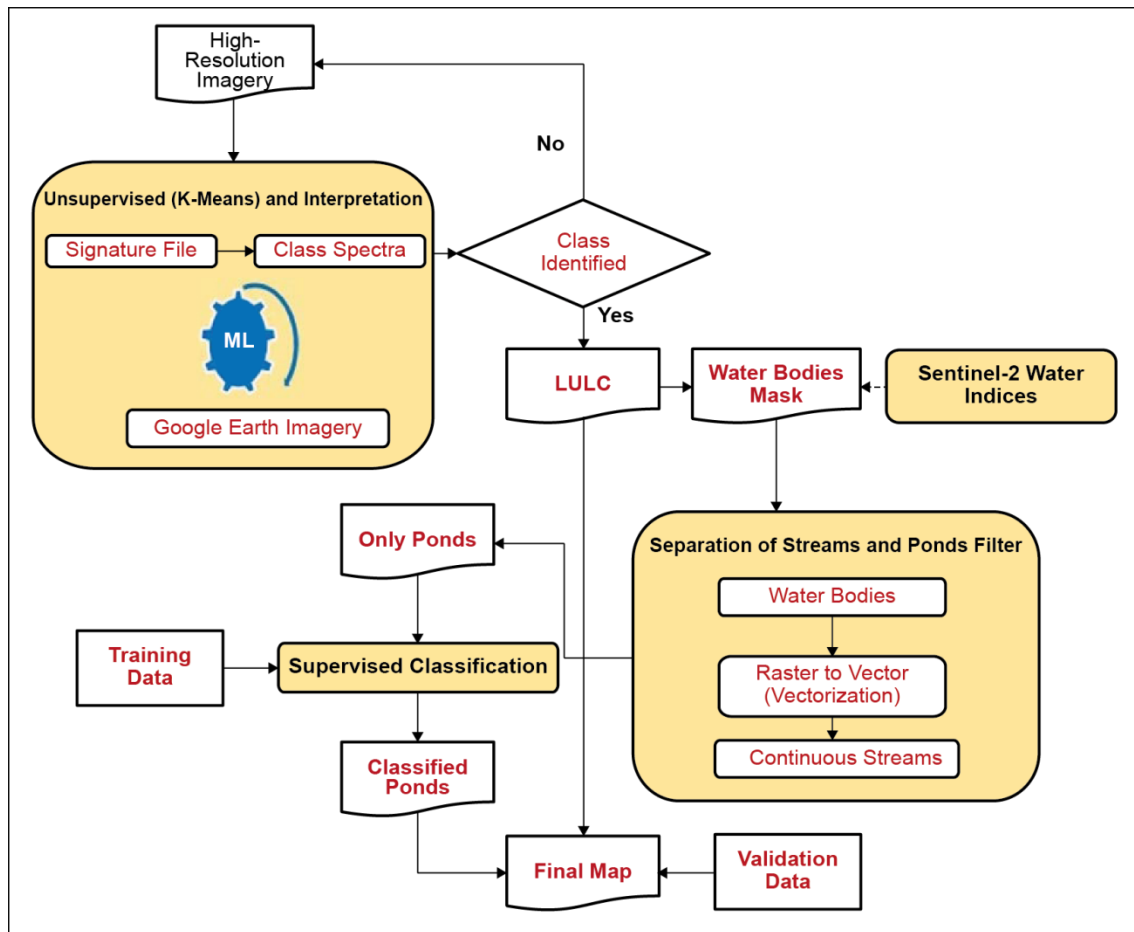 High-
Resolution
Imagery
No
Unsupervised (K-Means) and Interpretation
Signature File
Class Spectra
ML
Google Earth Imagery
Class
Identified
Yes
LULC
Water Bodies
Mask
Sentinel-2 Water
Indices
Only Ponds
Separation of Streams and Ponds Filter
Water Bodies
Raster to Vector
(Vectorization)
Continuous Streams
Training
Data
Supervised Classification
Classified
Ponds
Final Map
Validation
Data